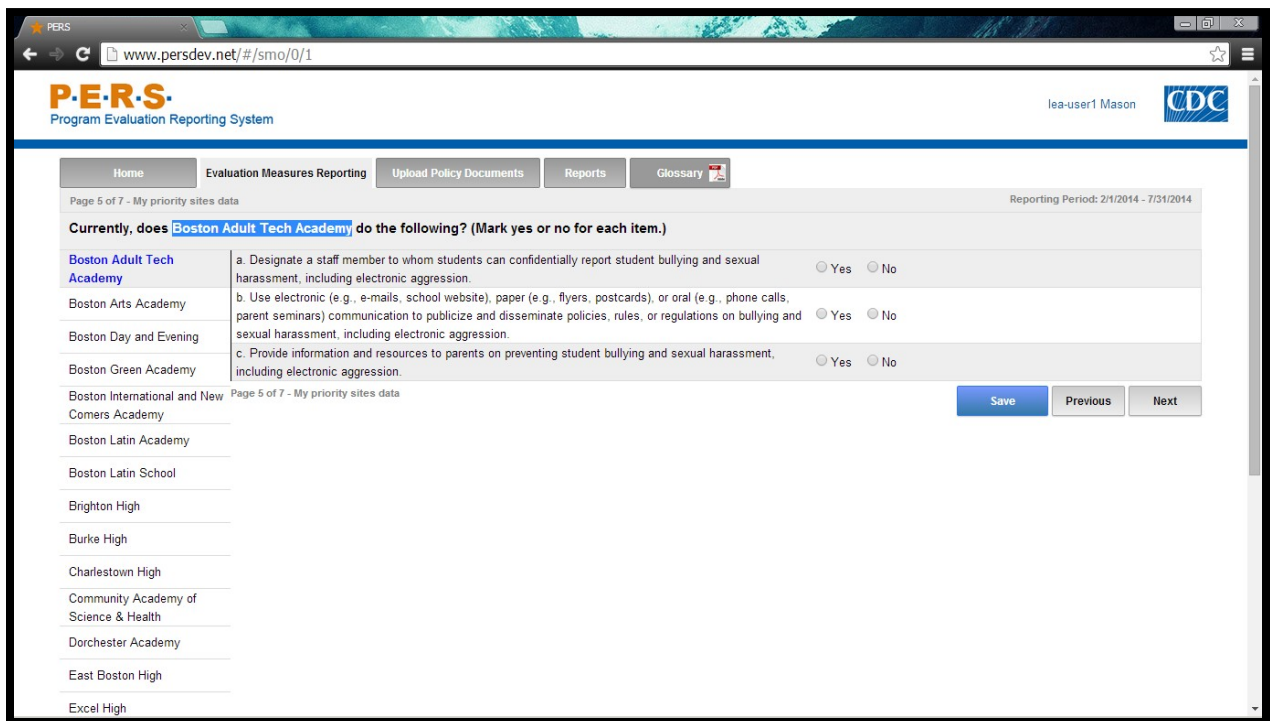 PERS
www.persdev.net/#/smo/0/1
P·E·R·S·
Program Evaluation Reporting System
lea-user1 Mason
CDC
Home
Evaluation Measures Reporting
Upload Policy Documents
Reports
Glossary
Page 5 of 7 - My priority sites data
Reporting Period: 2/1/2014 - 7/31/2014
Currently, does Boston Adult Tech Academy do the following? (Mark yes or no for each item.)
Boston Adult Tech
Academy
Boston Arts Academy
Boston Day and Evening
Boston Green Academy
Boston International and New
Comers Academy
Boston Latin Academy
Boston Latin School
Brighton High
Burke High
Charlestown High
Community Academy of
Science & Health
Dorchester Academy
East Boston High
Excel High
a. Designate a staff member to whom students can confidentially report student bullying and sexual
harassment, including electronic aggression.
Yes No
b. Use electronic (e.g., e-mails, school website), paper (e.g., flyers, postcards), or oral (e.g., phone calls,
parent seminars) communication to publicize and disseminate policies, rules, or regulations on bullying and
sexual harassment, including electronic aggression.
Yes No
c. Provide information and resources to parents on preventing student bullying and sexual harassment,
including electronic aggression.
Yes No
Page 5 of 7 - My priority sites data
Save
Previous
Next